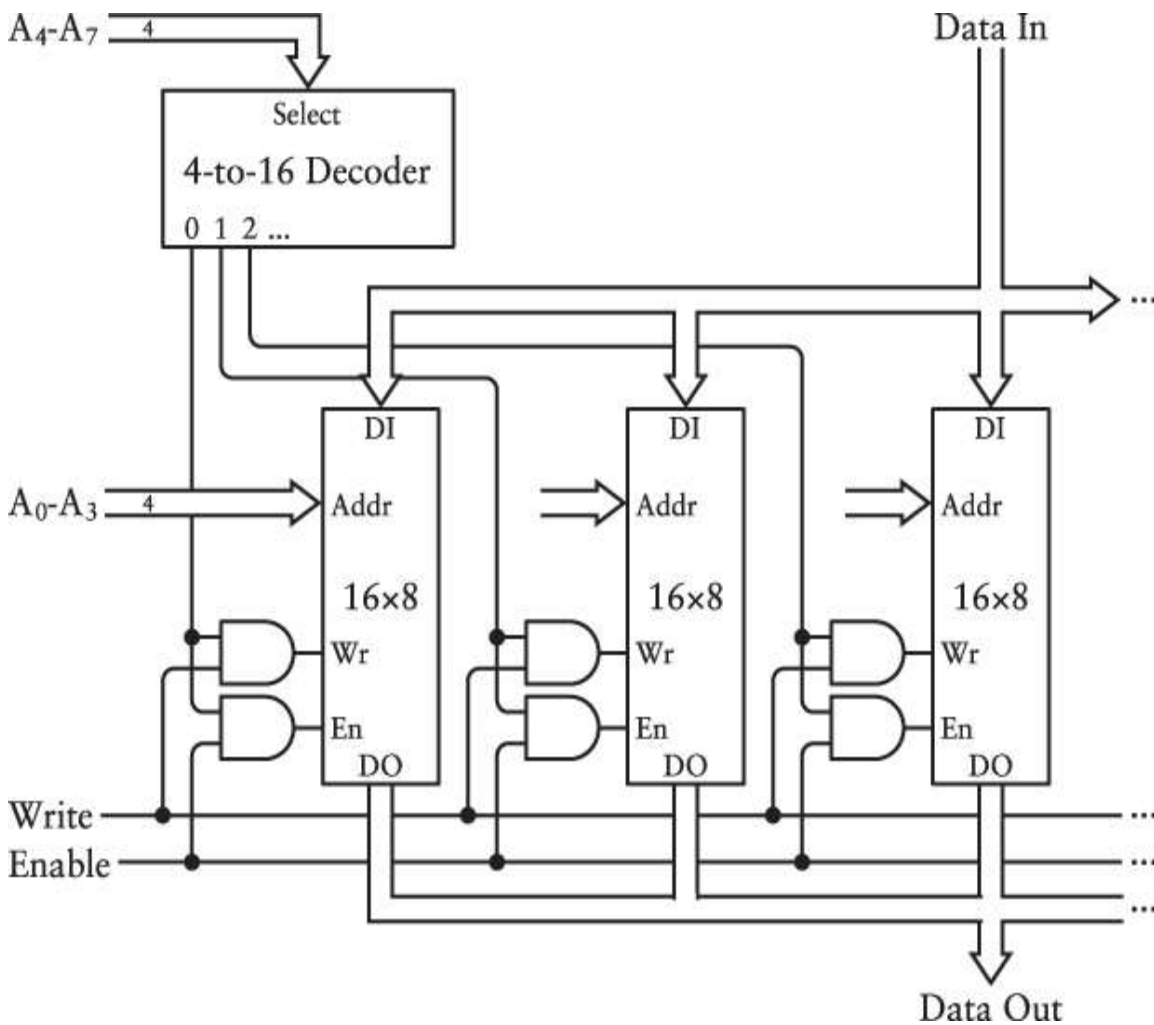 A₄-A₇ 4
Data In
Select
4-to-16 Decoder
0 1 2 ...
...
DI DI DI
A₀-A₃ 4 Addr Addr Addr
16×8 16×8 16×8
Wr Wr Wr
En En En
DO DO DO
Write ...
Enable ...
...
Data Out